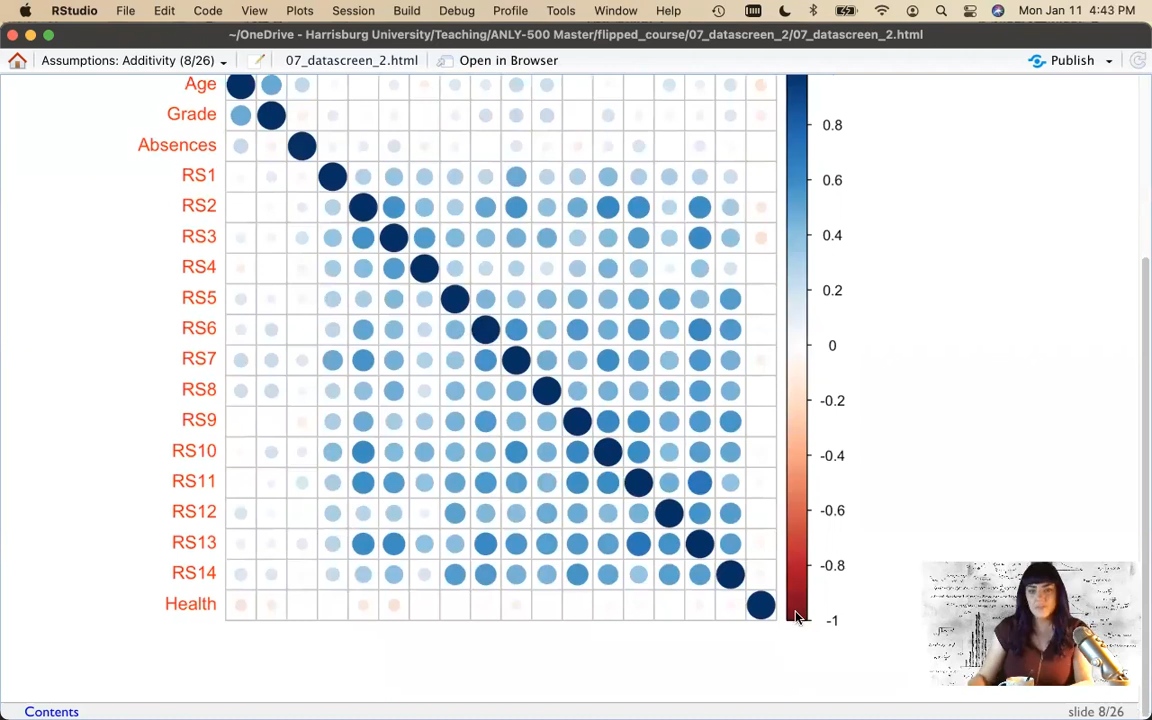 RStudio File Edit Code View Plots Session Build Debug Profile Tools Window Help Mon Jan 11 4:43 PM
~/OneDrive - Harrisburg University/Teaching/ANLY-500 Master/flipped_course/07_datascreen_2/07_datascreen_2.html
Assumptions: Additivity (8/26) 07_datascreen_2.html Open in Browser Publish
Age
Grade
0.8
Absences
RS1
0.6
RS2
RS3
0.4
RS4
RS5
0.2
RS6
0
RS7
RS8
-0.2
RS9
RS10
-0.4
RS11
RS12
-0.6
RS13
-0.8
RS14
Health
-1
Contents slide 8/26